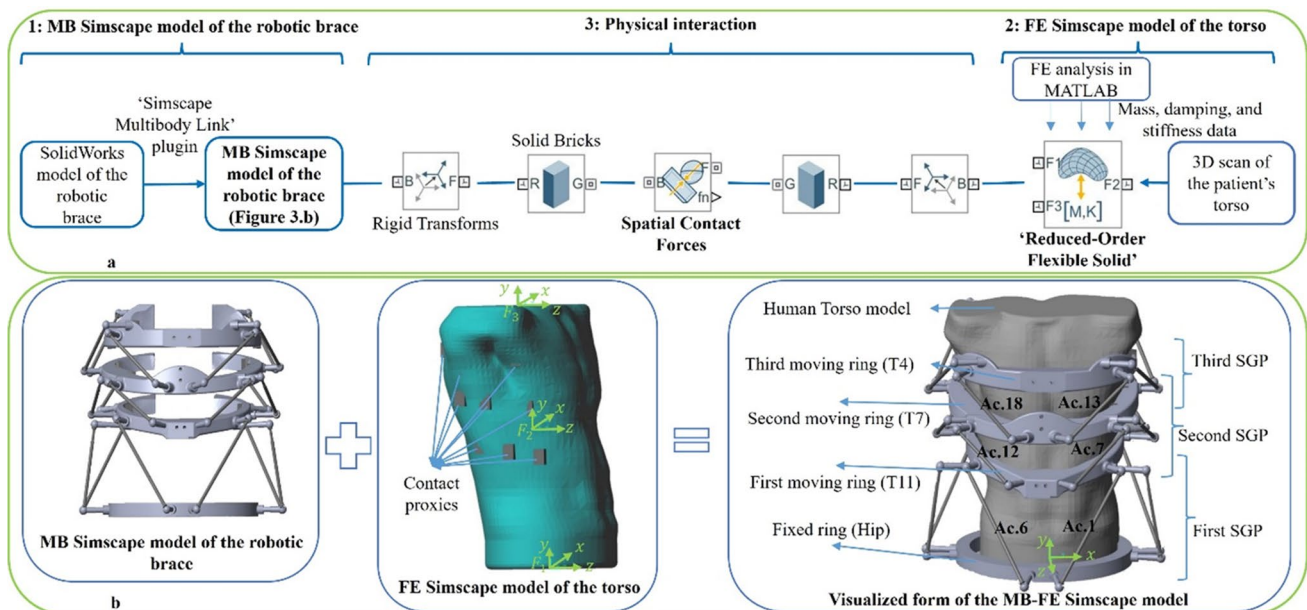 1: MB Simscape model of the robotic brace
3: Physical interaction
2: FE Simscape model of the torso
FE analysis in
MATLAB
Mass, damping, and
stiffness data
'Simscape
Multibody Link'
plugin
SolidWorks
model of the
robotic
brace
MB Simscape
model of the
robotic brace
(Figure 3.b)
B F
Rigid Transforms
Solid Bricks
R G
B F
fn
Spatial Contact
Forces
G R
F B
F1
F2
F3
[M,K]
'Reduced-Order
Flexible Solid'
3D scan of
the patient's
torso
a
MB Simscape model of the robotic
brace
y
x
F3 z
y
x
F2 z
Contact
proxies
y
x
F1 z
FE Simscape model of the torso
Human Torso model
Third moving ring (T4)
Second moving ring (T7)
First moving ring (T11)
Fixed ring (Hip)
Ac.18 Ac.13
Ac.12 Ac.7
Ac.6 Ac.1
y
x
z
Third SGP
Second SGP
First SGP
Visualized form of the MB-FE Simscape model
b